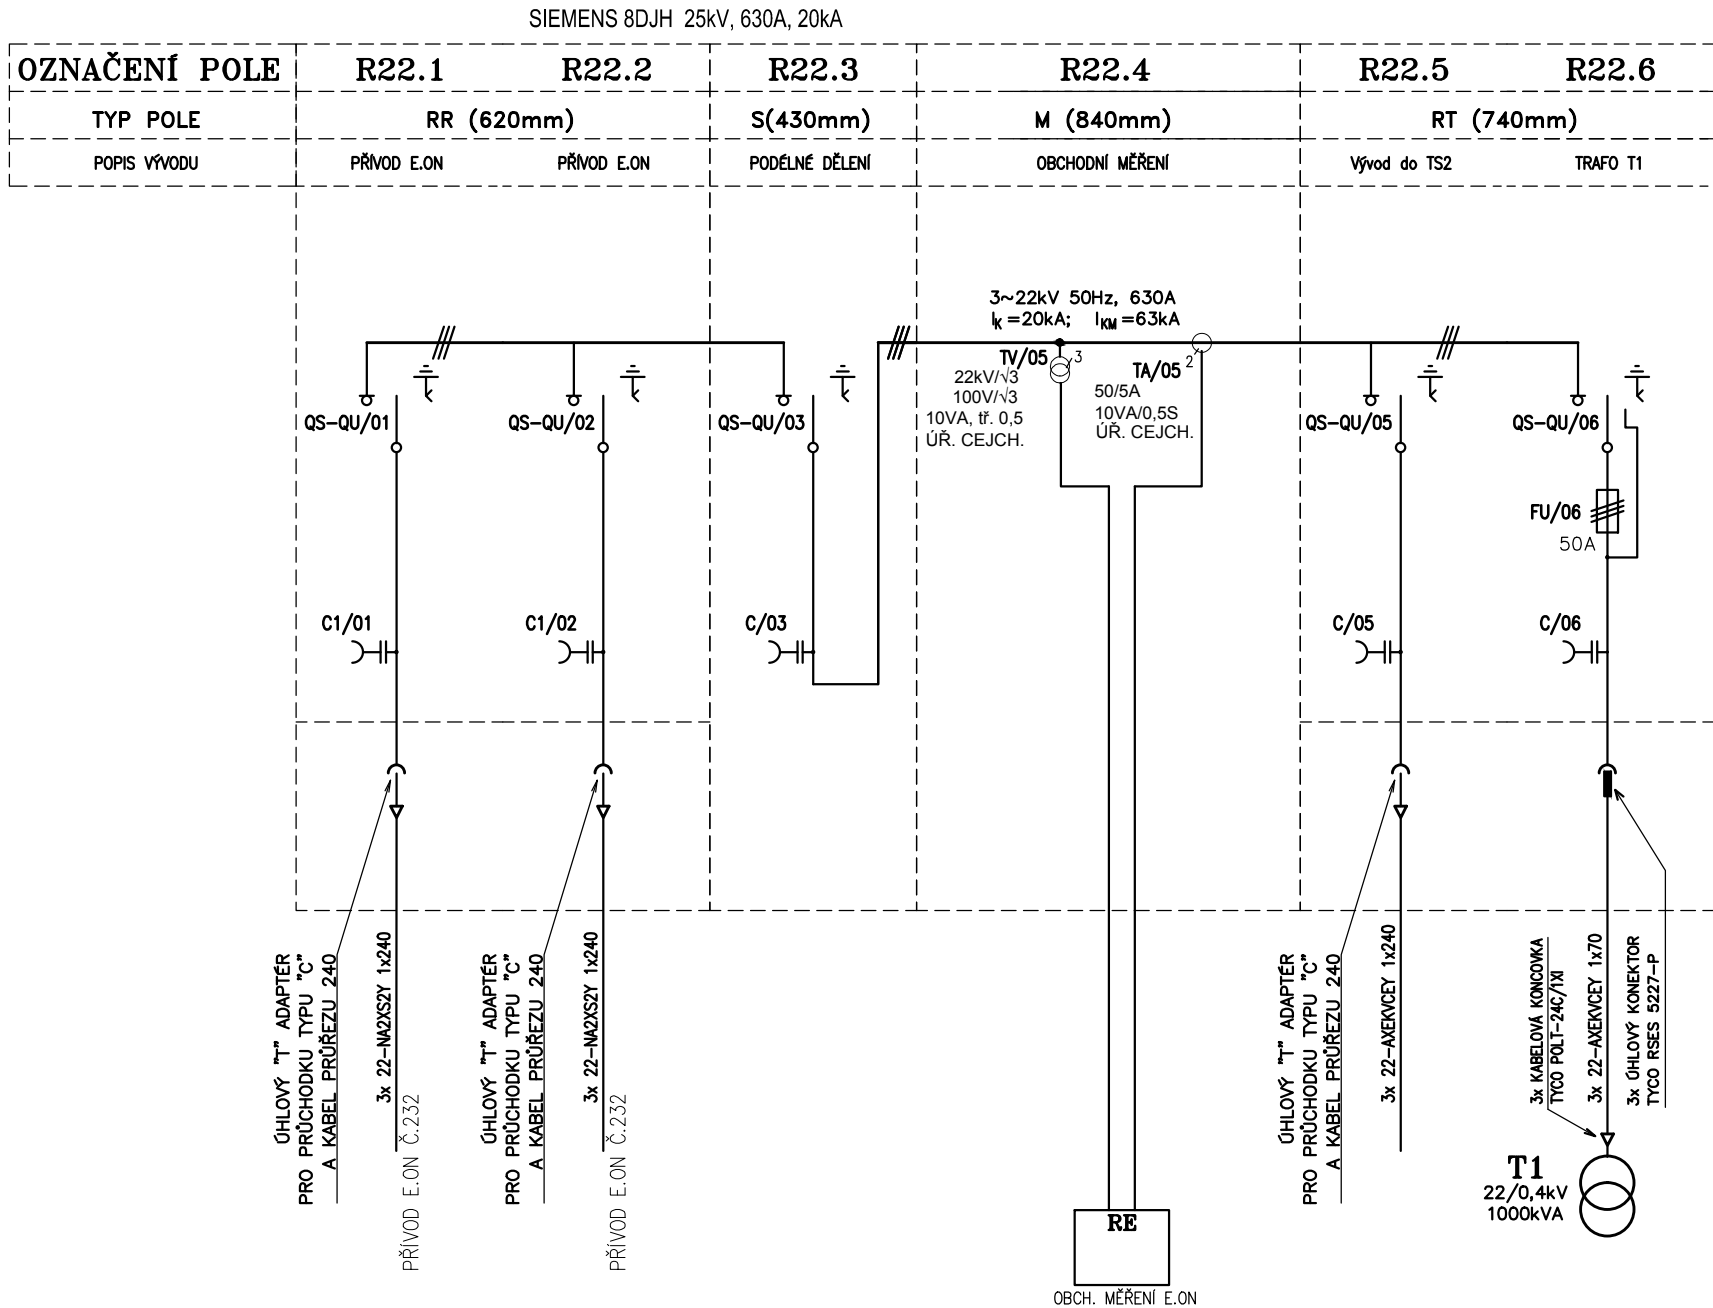 SIEMENS 8DJH 25kV, 630A, 20kA
OZNAČENÍ POLE R22.1 R22.2 R22.3 R22.4 R22.5 R22.6
TYP POLE RR (620mm) S(430mm) M (840mm) RT (740mm)
POPIS VÝVODU PŘÍVOD E.ON PŘÍVOD E.ON PODÉLNÉ DĚLENÍ OBCHODNÍ MĚŘENÍ Vývod do TS2 TRAFO T1
3~22kV 50Hz, 630A
IK=20kA; IKM=63kA
TV/05 3
22kV/√3
100V/√3
10VA, tř. 0,5
ÚŘ. CEJCH.
TA/05 2
50/5A
10VA/0,5S
ÚŘ. CEJCH.
QS-QU/01
QS-QU/02
QS-QU/03
QS-QU/05
QS-QU/06
FU/06
50A
C1/01
C1/02
C/03
C/05
C/06
ÚHLOVÝ "T" ADAPTÉR
PRO PRŮCHODKU TYPU "C"
A KABEL PRŮŘEZU 240
3x 22-NA2XS2Y 1x240
PŘÍVOD E.ON Č.232
ÚHLOVÝ "T" ADAPTÉR
PRO PRŮCHODKU TYPU "C"
A KABEL PRŮŘEZU 240
3x 22-NA2XS2Y 1x240
PŘÍVOD E.ON Č.232
ÚHLOVÝ "T" ADAPTÉR
PRO PRŮCHODKU TYPU "C"
A KABEL PRŮŘEZU 240
3x 22-AXEKVCEY 1x240
3x KABELOVÁ KONCOVKA
TYCO POLT-24C/1XI
3x 22-AXEKVCEY 1x70
3x ÚHLOVÝ KONEKTOR
TYCO RSES 5227-P
T1
22/0,4kV
1000kVA
RE
OBCH. MĚŘENÍ E.ON